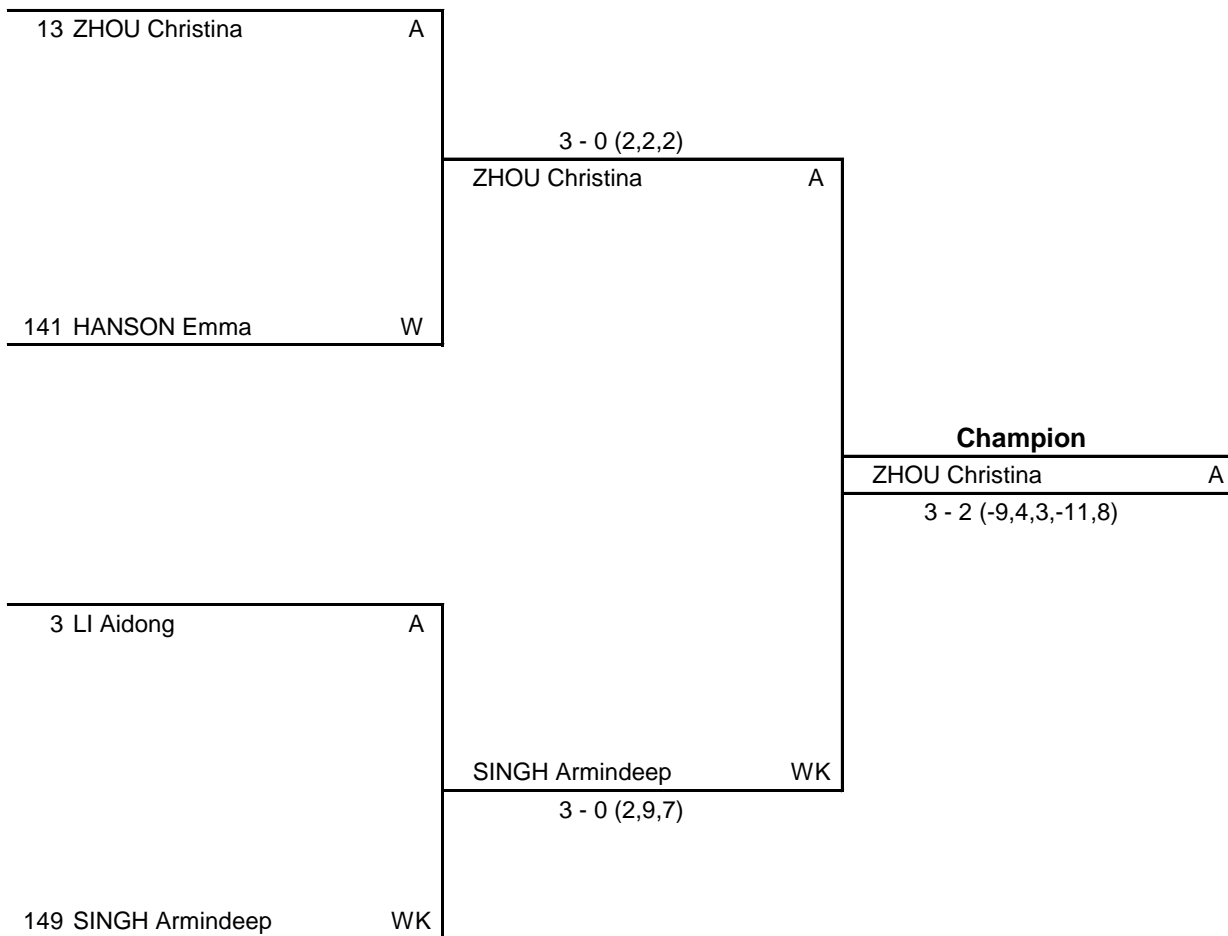 13 ZHOU Christina A
3 - 0 (2,2,2)
ZHOU Christina A
141 HANSON Emma W
Champion
ZHOU Christina A
3 - 2 (-9,4,3,-11,8)
3 LI Aidong A
SINGH Armindeep WK
3 - 0 (2,9,7)
149 SINGH Armindeep WK